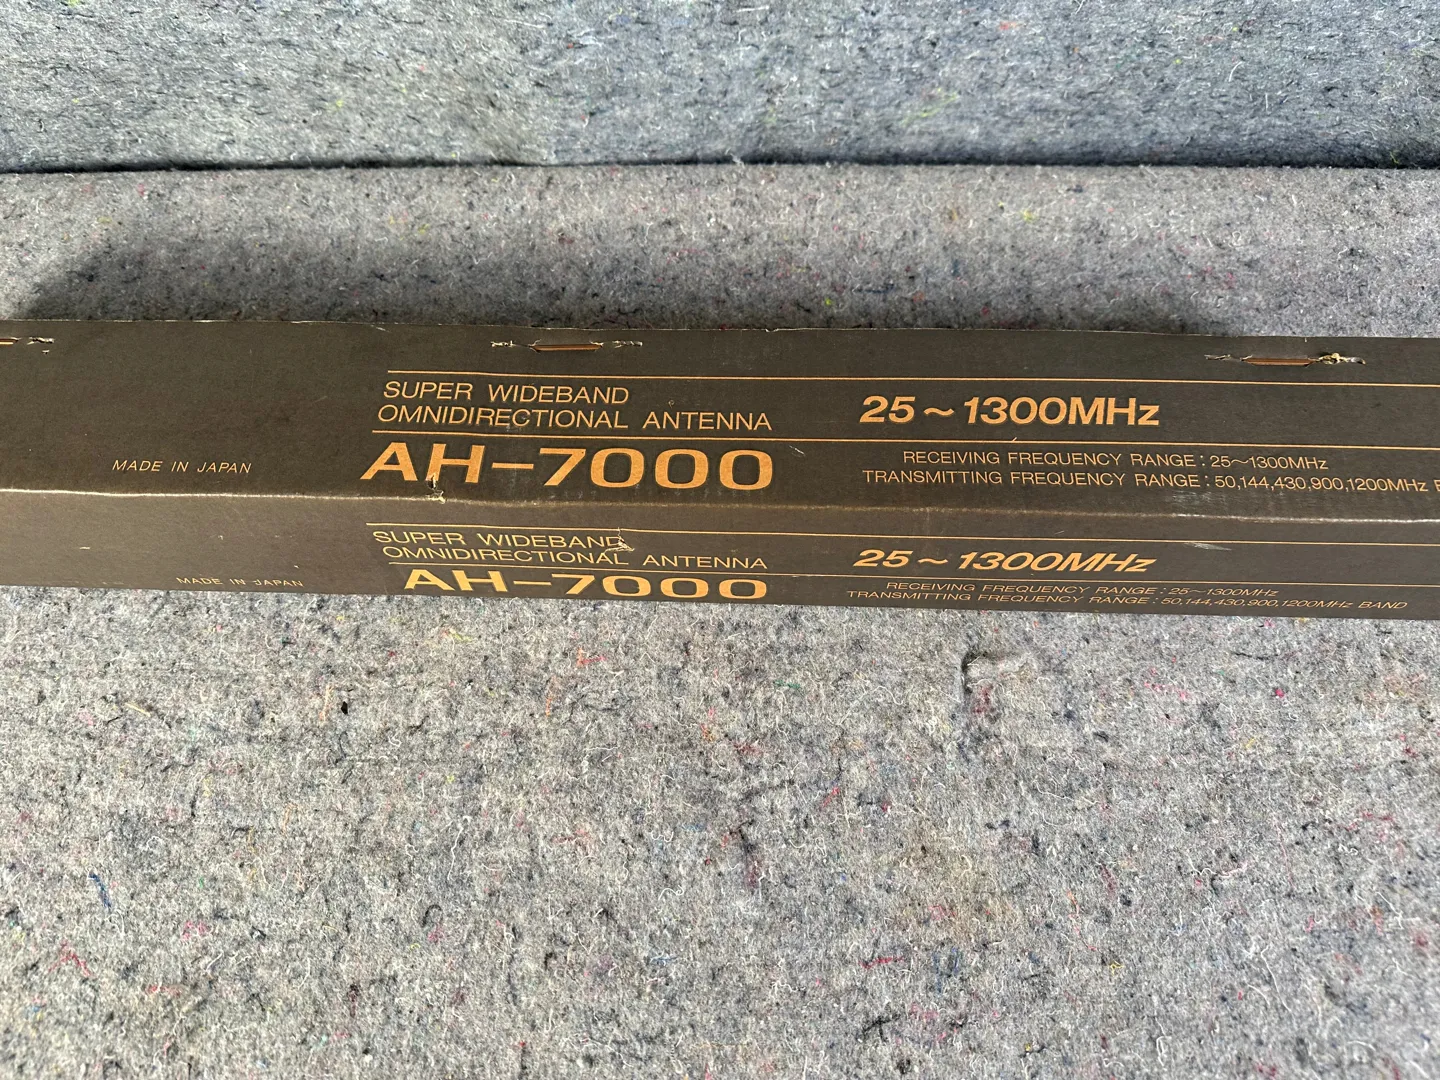 SUPER WIDEBAND
OMNIDIRECTIONAL ANTENNA
25~1300MHz
AH-7000
RECEIVING FREQUENCY RANGE : 25~1300MHz
TRANSMITTING FREQUENCY RANGE : 50,144,430,900,1200MHz
MADE IN JAPAN
SUPER WIDEBAND
OMNIDIRECTIONAL ANTENNA
25~1300MHz
AH-7000
RECEIVING FREQUENCY RANGE : 25~1300MHz
TRANSMITTING FREQUENCY RANGE : 50,144,430,900,1200MHz BAND
MADE IN JAPAN